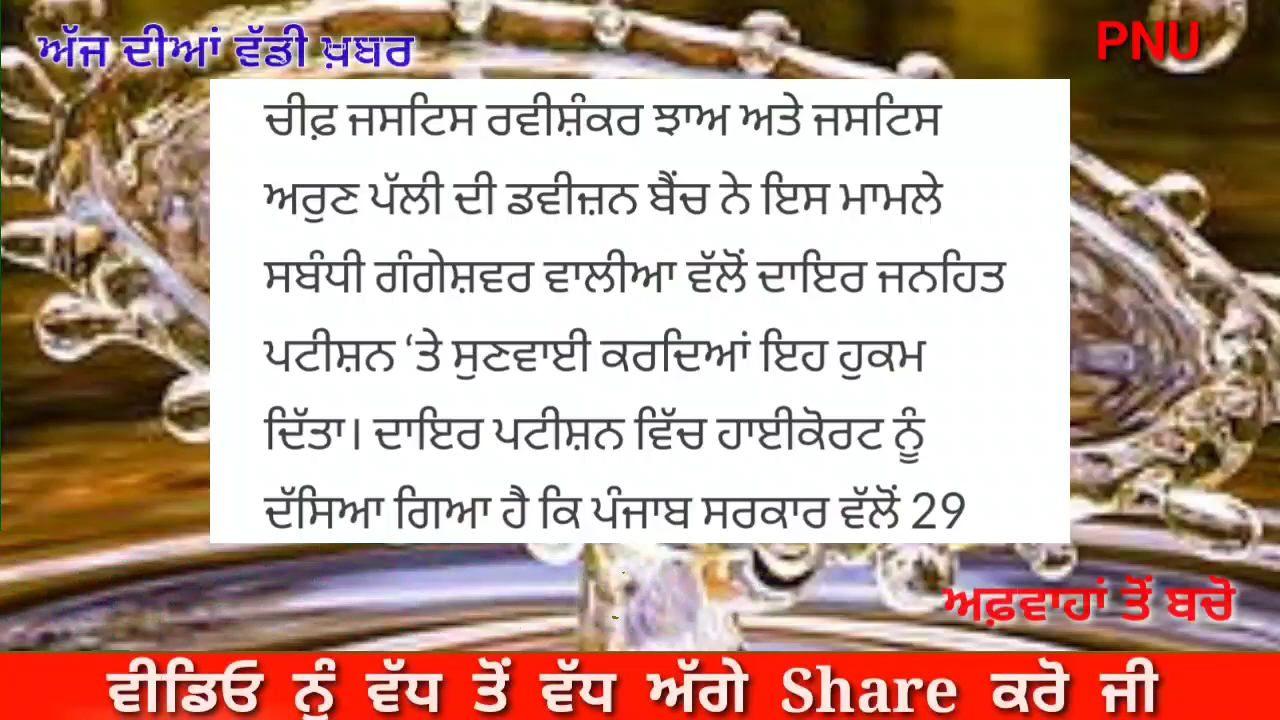 ਅੱਜ ਦੀਆਂ ਵੱਡੀ ਖ਼ਬਰ
PNU
ਚੀਫ਼ ਜਸਟਿਸ ਰਵੀਸ਼ੰਕਰ ਝਾਅ ਅਤੇ ਜਸਟਿਸ
ਅਰੁਣ ਪੱਲੀ ਦੀ ਡਵੀਜ਼ਨ ਬੈਂਚ ਨੇ ਇਸ ਮਾਮਲੇ
ਸਬੰਧੀ ਗੰਗੇਸ਼ਵਰ ਵਾਲੀਆ ਵੱਲੋਂ ਦਾਇਰ ਜਨਹਿਤ
ਪਟੀਸ਼ਨ ‘ਤੇ ਸੁਣਵਾਈ ਕਰਦਿਆਂ ਇਹ ਹੁਕਮ
ਦਿੱਤਾ। ਦਾਇਰ ਪਟੀਸ਼ਨ ਵਿੱਚ ਹਾਈਕੋਰਟ ਨੂੰ
ਦੱਸਿਆ ਗਿਆ ਹੈ ਕਿ ਪੰਜਾਬ ਸਰਕਾਰ ਵੱਲੋਂ 29
ਅਫ਼ਵਾਹਾਂ ਤੋਂ ਬਚੋ
ਵੀਡਿਓ ਨੂੰ ਵੱਧ ਤੋਂ ਵੱਧ ਅੱਗੇ Share ਕਰੋ ਜੀ